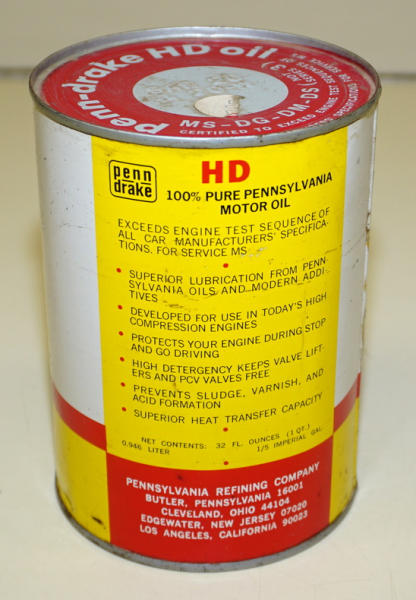 penn-drake HD oil
MS-DG-DM-DS
CERTIFIED TO EXCEED ENGINE TEST
penn
drake
HD
100% PURE PENNSYLVANIA
MOTOR OIL
EXCEEDS ENGINE TEST SEQUENCE OF
ALL CAR MANUFACTURERS' SPECIFICA-
TIONS, FOR SERVICE MS
• SUPERIOR LUBRICATION FROM PENN-
SYLVANIA OILS AND MODERN ADDI-
TIVES
• DEVELOPED FOR USE IN TODAY'S HIGH
COMPRESSION ENGINES
• PROTECTS YOUR ENGINE DURING STOP
AND GO DRIVING
• HIGH DETERGENCY KEEPS VALVE LIFT-
ERS AND PCV VALVES FREE
• PREVENTS SLUDGE, VARNISH, AND
ACID FORMATION
• SUPERIOR HEAT TRANSFER CAPACITY
NET CONTENTS: 32 FL. OUNCES (1 QT.)
0.946 LITER 1/5 IMPERIAL GAL.
PENNSYLVANIA REFINING COMPANY
BUTLER, PENNSYLVANIA 16001
CLEVELAND, OHIO 44104
EDGEWATER, NEW JERSEY 07020
LOS ANGELES, CALIFORNIA 90023